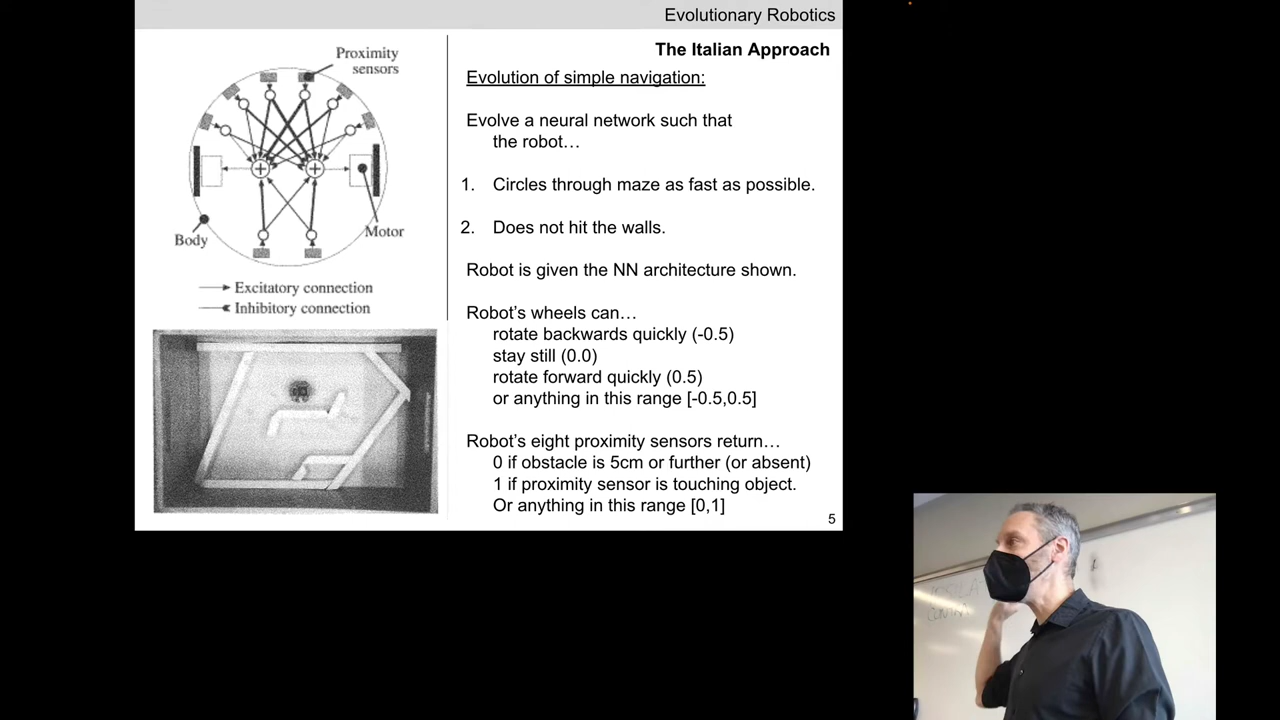 Evolutionary Robotics
The Italian Approach
Proximity
sensors
Body
Motor
Excitatory connection
Inhibitory connection
Evolution of simple navigation:
Evolve a neural network such that
the robot…
1. Circles through maze as fast as possible.
2. Does not hit the walls.
Robot is given the NN architecture shown.
Robot’s wheels can…
rotate backwards quickly (-0.5)
stay still (0.0)
rotate forward quickly (0.5)
or anything in this range [-0.5,0.5]
Robot’s eight proximity sensors return…
0 if obstacle is 5cm or further (or absent)
1 if proximity sensor is touching object.
Or anything in this range [0,1]
5